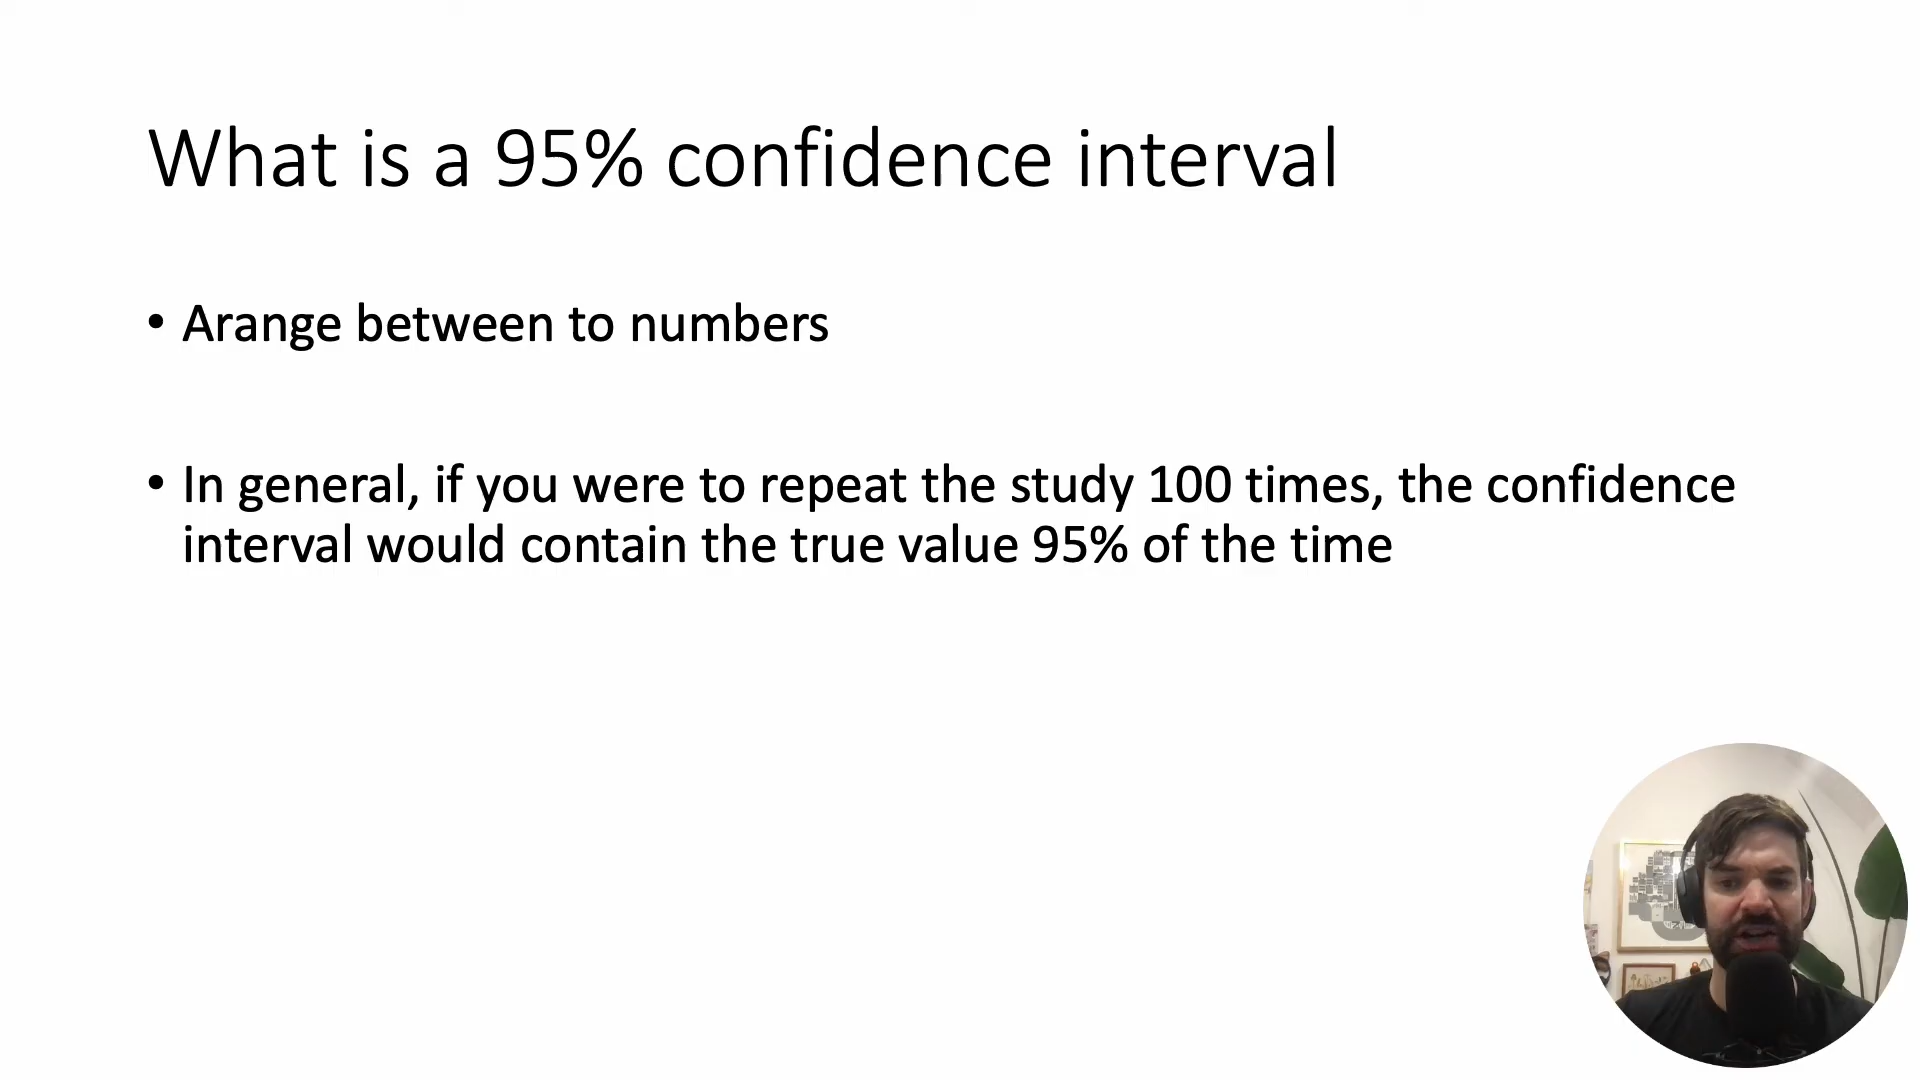 What is a 95% confidence interval
• Arange between to numbers
• In general, if you were to repeat the study 100 times, the confidence
interval would contain the true value 95% of the time